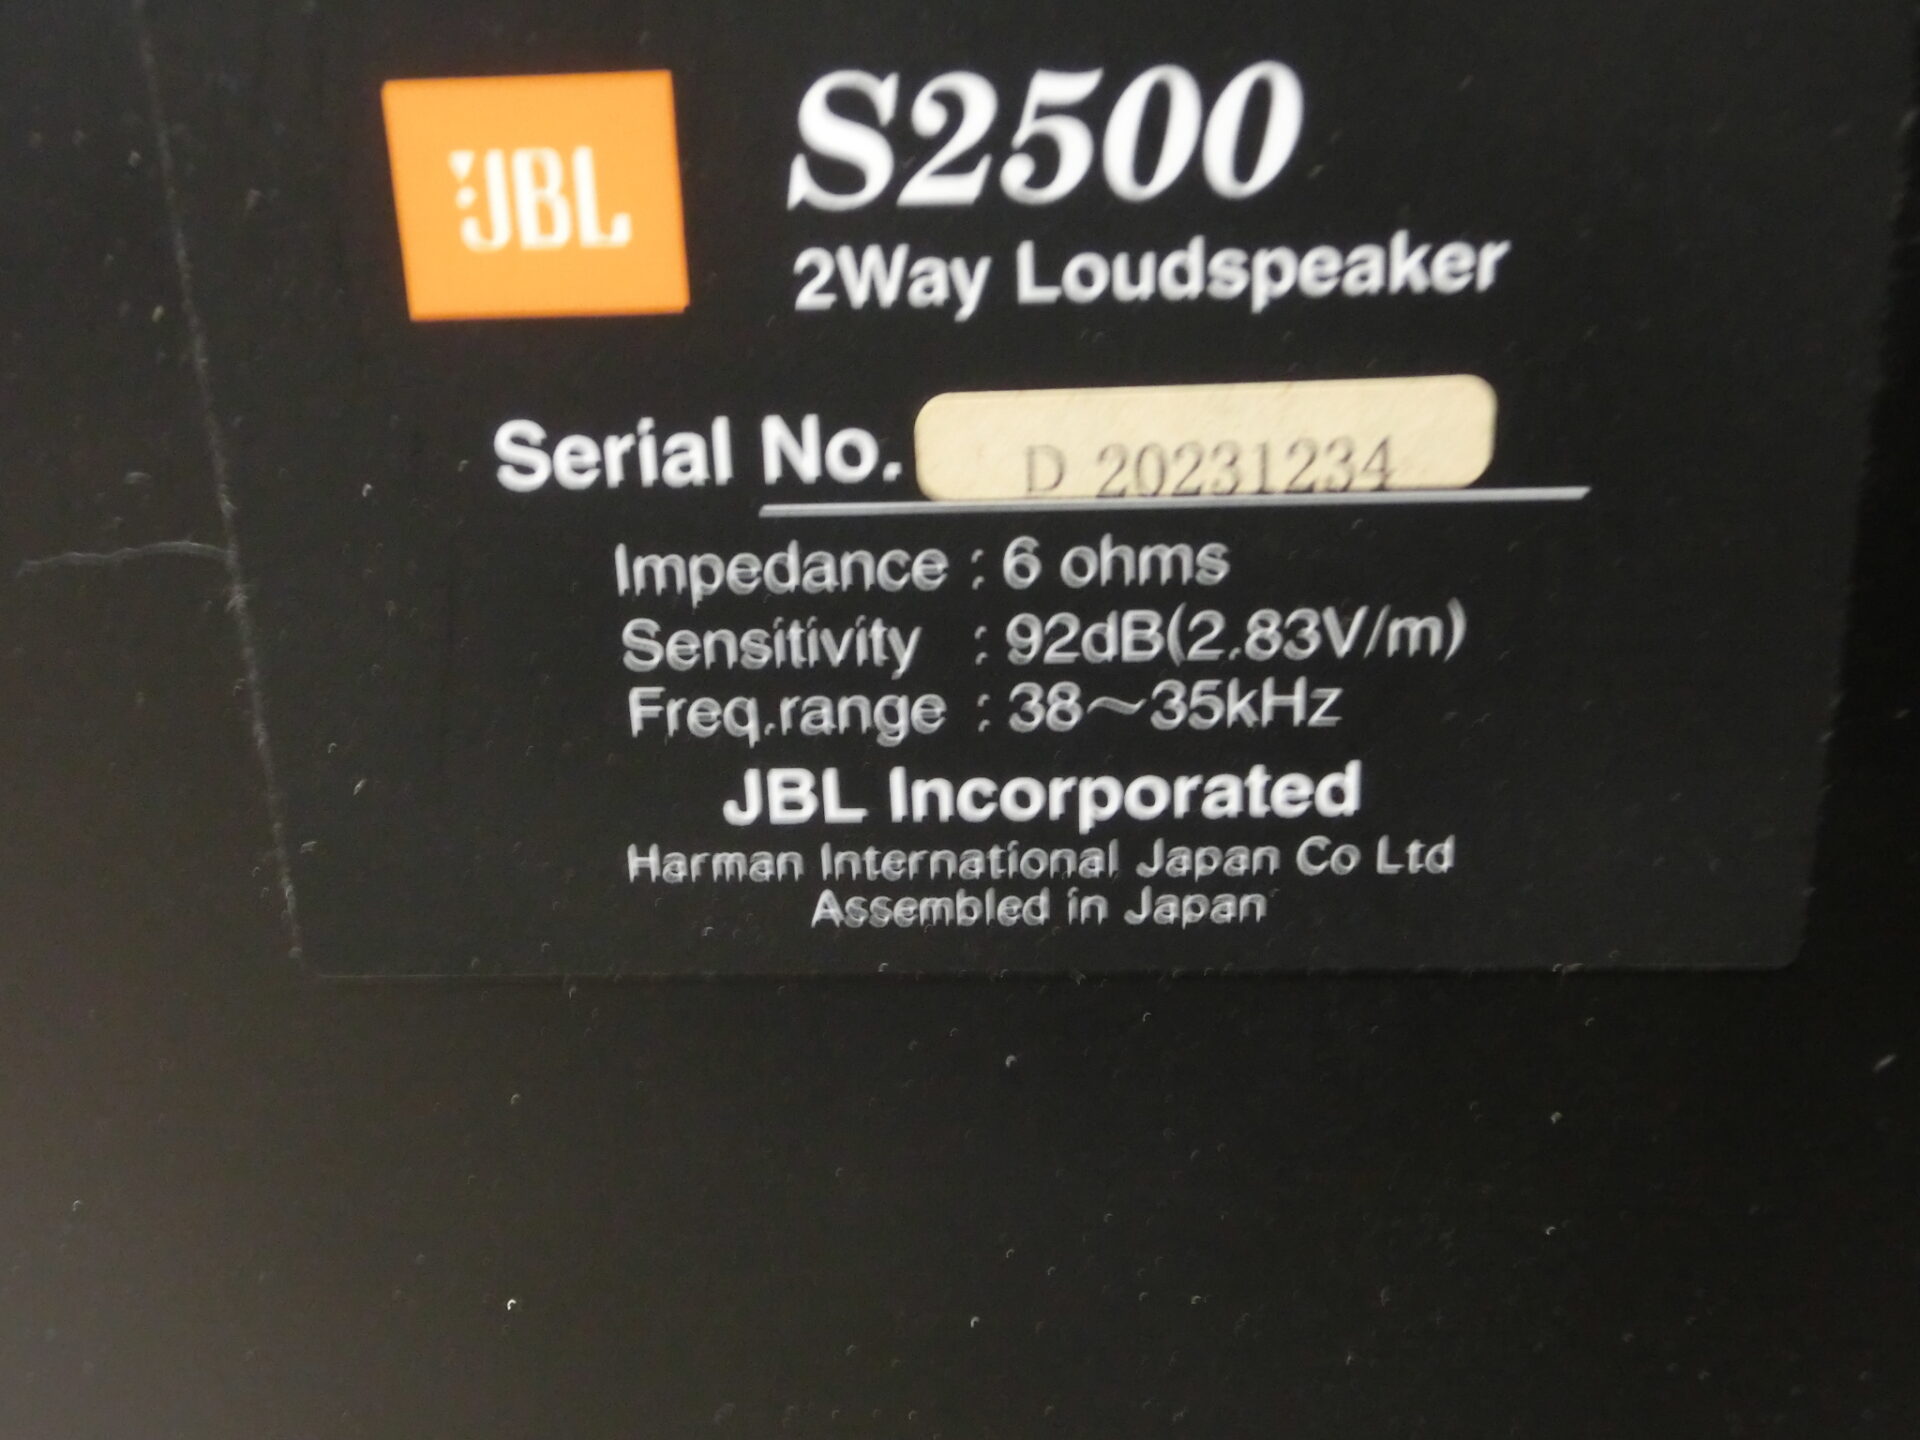 JBL
S2500
2Way Loudspeaker
Serial No. D 20231234
Impedance : 6 ohms
Sensitivity : 92dB(2.83V/m)
Freq.range : 38~35kHz
JBL Incorporated
Harman International Japan Co Ltd
Assembled in Japan